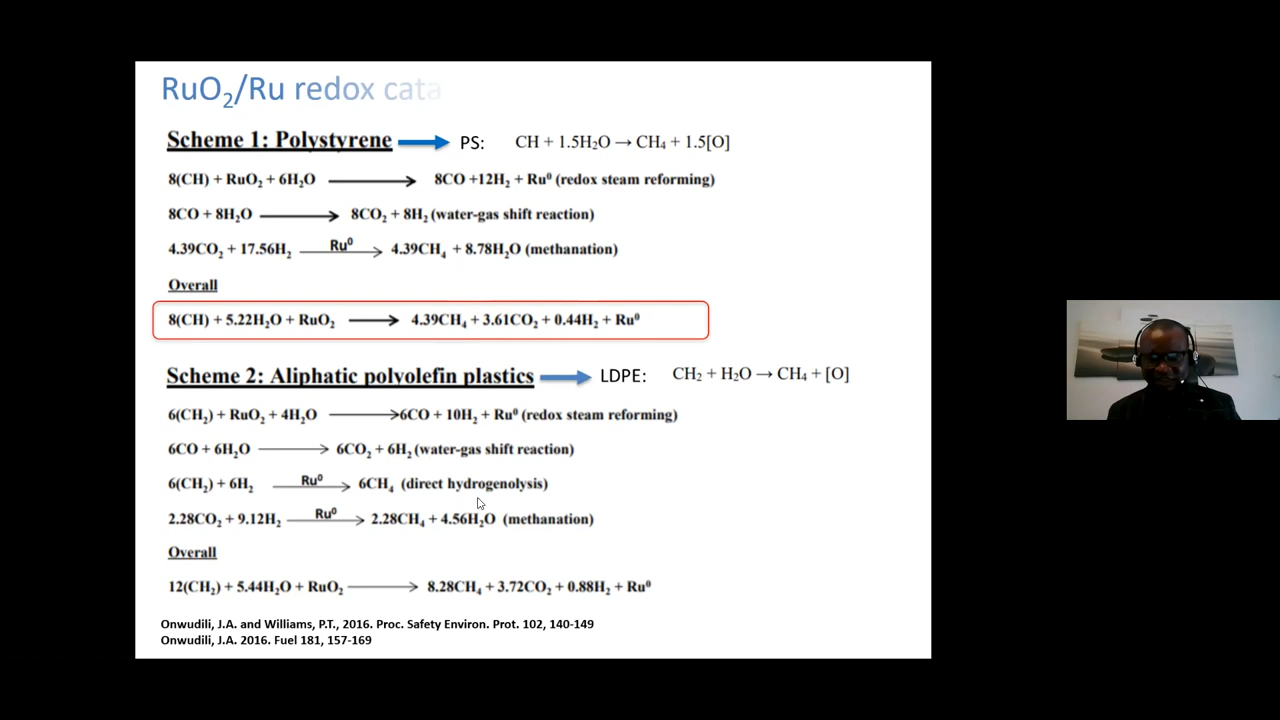 RuO₂/Ru redox cata
Scheme 1: Polystyrene PS: CH + 1.5H₂O → CH₄ + 1.5[O]
8(CH) + RuO₂ + 6H₂O ⟶ 8CO +12H₂ + Ru⁰ (redox steam reforming)
8CO + 8H₂O ⟶ 8CO₂ + 8H₂ (water-gas shift reaction)
4.39CO₂ + 17.56H₂ Ru⁰ ⟶ 4.39CH₄ + 8.78H₂O (methanation)
Overall
8(CH) + 5.22H₂O + RuO₂ ⟶ 4.39CH₄ + 3.61CO₂ + 0.44H₂ + Ru⁰
Scheme 2: Aliphatic polyolefin plastics LDPE: CH₂ + H₂O → CH₄ + [O]
6(CH₂) + RuO₂ + 4H₂O ⟶ 6CO + 10H₂ + Ru⁰ (redox steam reforming)
6CO + 6H₂O ⟶ 6CO₂ + 6H₂ (water-gas shift reaction)
6(CH₂) + 6H₂ Ru⁰ ⟶ 6CH₄ (direct hydrogenolysis)
2.28CO₂ + 9.12H₂ Ru⁰ ⟶ 2.28CH₄ + 4.56H₂O (methanation)
Overall
12(CH₂) + 5.44H₂O + RuO₂ ⟶ 8.28CH₄ + 3.72CO₂ + 0.88H₂ + Ru⁰
Onwudili, J.A. and Williams, P.T., 2016. Proc. Safety Environ. Prot. 102, 140-149
Onwudili, J.A. 2016. Fuel 181, 157-169